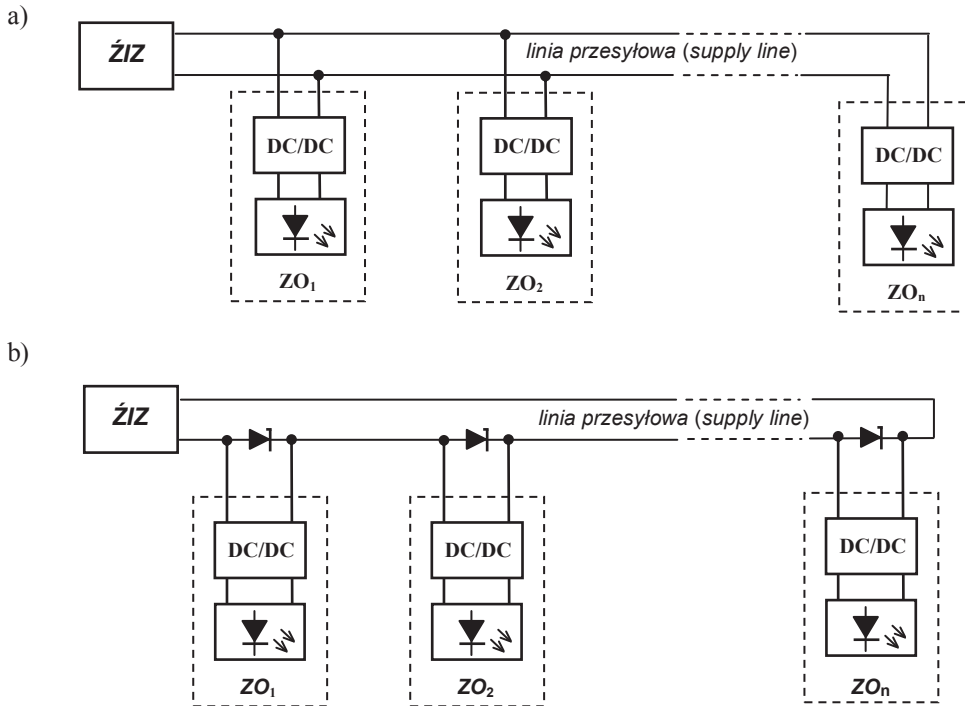 a)
ŹIZ
linia przesyłowa (supply line)
DC/DC
DC/DC
DC/DC
ZO1
ZO2
ZOn
b)
ŹIZ
linia przesyłowa (supply line)
DC/DC
DC/DC
DC/DC
ZO1
ZO2
ZOn